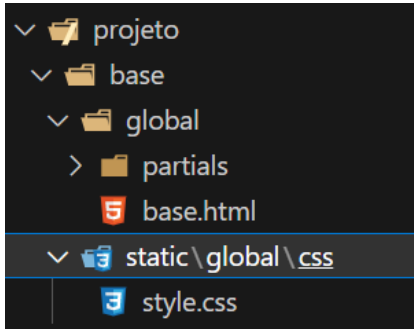 projeto
base
global
partials
base.html
static\global\css
style.css